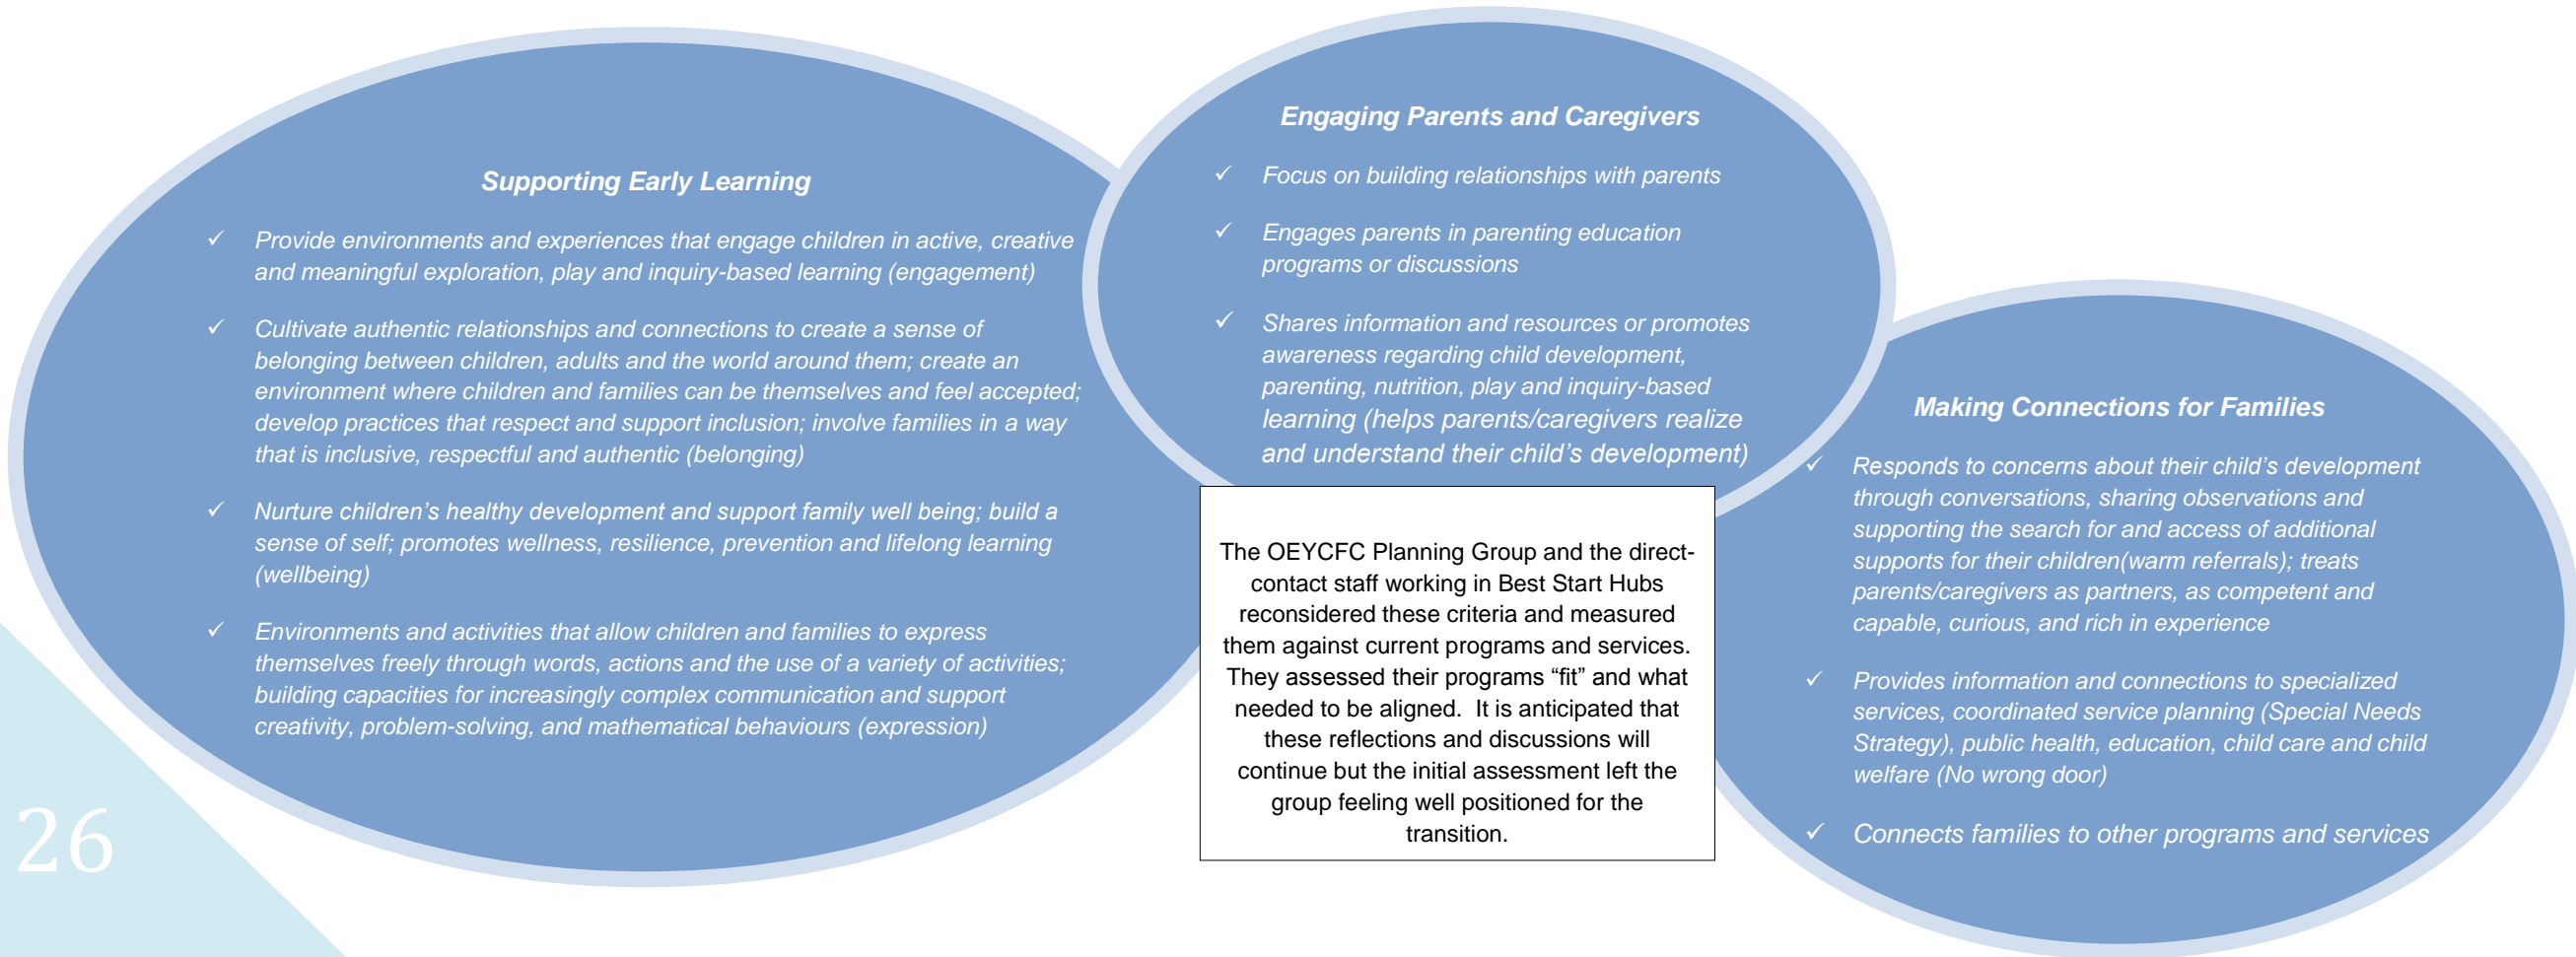 Supporting Early Learning
✓ Provide environments and experiences that engage children in active, creative
and meaningful exploration, play and inquiry-based learning (engagement)
✓ Cultivate authentic relationships and connections to create a sense of
belonging between children, adults and the world around them; create an
environment where children and families can be themselves and feel accepted;
develop practices that respect and support inclusion; involve families in a way
that is inclusive, respectful and authentic (belonging)
✓ Nurture children’s healthy development and support family well being; build a
sense of self; promotes wellness, resilience, prevention and lifelong learning
(wellbeing)
✓ Environments and activities that allow children and families to express
themselves freely through words, actions and the use of a variety of activities;
building capacities for increasingly complex communication and support
creativity, problem-solving, and mathematical behaviours (expression)
Engaging Parents and Caregivers
✓ Focus on building relationships with parents
✓ Engages parents in parenting education
programs or discussions
✓ Shares information and resources or promotes
awareness regarding child development,
parenting, nutrition, play and inquiry-based
learning (helps parents/caregivers realize
and understand their child’s development)
The OEYCFC Planning Group and the direct-
contact staff working in Best Start Hubs
reconsidered these criteria and measured
them against current programs and services.
They assessed their programs “fit” and what
needed to be aligned.  It is anticipated that
these reflections and discussions will
continue but the initial assessment left the
group feeling well positioned for the
transition.
Making Connections for Families
✓ Responds to concerns about their child’s development
through conversations, sharing observations and
supporting the search for and access of additional
supports for their children(warm referrals); treats
parents/caregivers as partners, as competent and
capable, curious, and rich in experience
✓ Provides information and connections to specialized
services, coordinated service planning (Special Needs
Strategy), public health, education, child care and child
welfare (No wrong door)
✓ Connects families to other programs and services
26